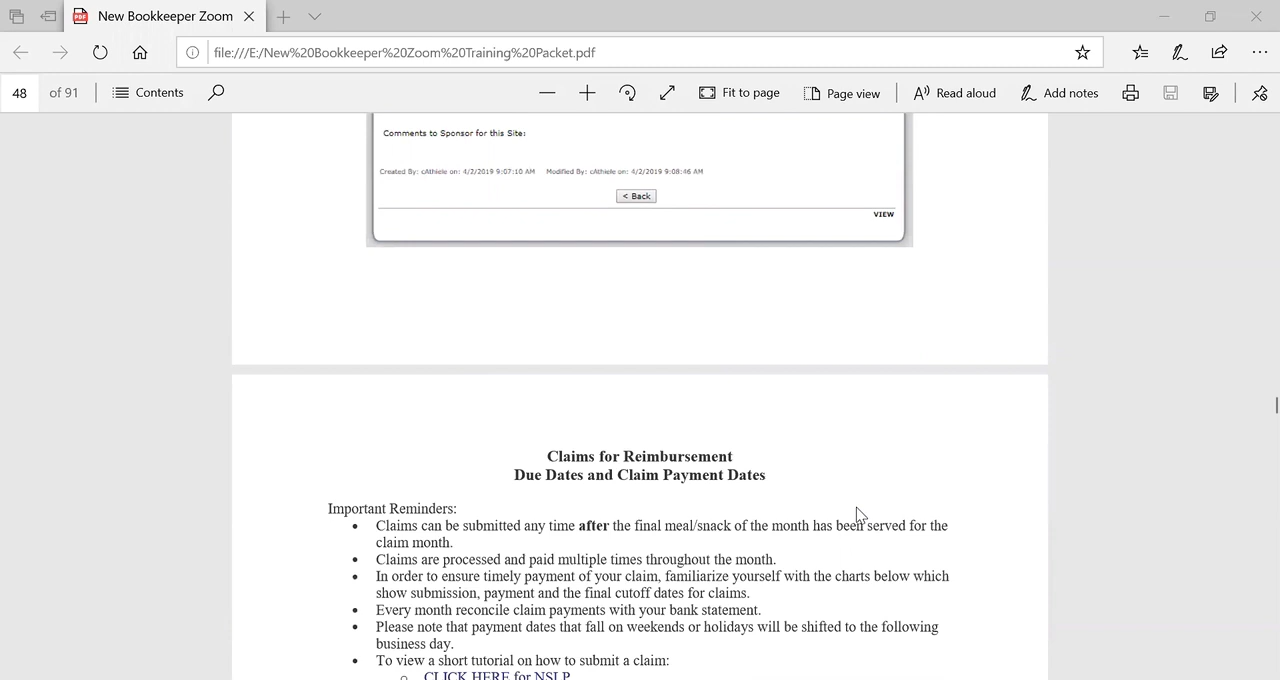 New Bookkeeper Zoom
file:///E:/New%20Bookkeeper%20Zoom%20Training%20Packet.pdf
48 of 91 Contents Fit to page Page view Read aloud Add notes
Comments to Sponsor for this Site:
Created By: cAthiele on: 4/2/2019 9:07:10 AM Modified By: cAthiele on: 4/2/2019 9:08:46 AM
< Back
VIEW
Claims for Reimbursement
Due Dates and Claim Payment Dates
Important Reminders:
• Claims can be submitted any time after the final meal/snack of the month has been served for the
claim month.
• Claims are processed and paid multiple times throughout the month.
• In order to ensure timely payment of your claim, familiarize yourself with the charts below which
show submission, payment and the final cutoff dates for claims.
• Every month reconcile claim payments with your bank statement.
• Please note that payment dates that fall on weekends or holidays will be shifted to the following
business day.
• To view a short tutorial on how to submit a claim:
o CLICK HERE for NSLP